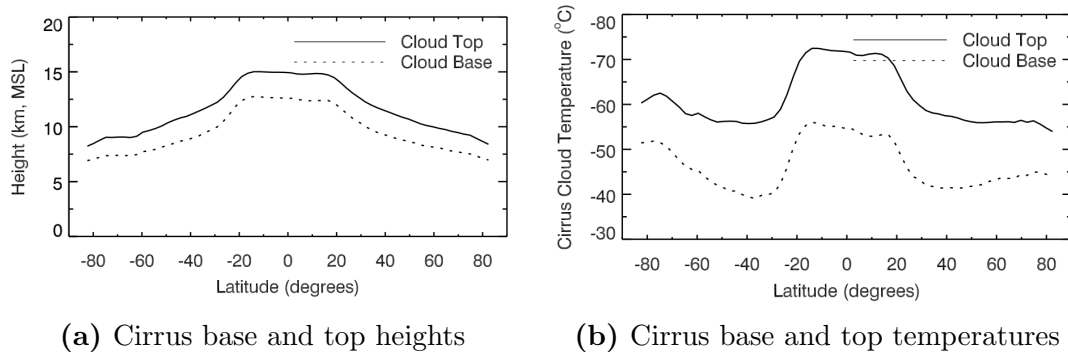 20
15
10
5
0
Height (km, MSL)
Cloud Top
Cloud Base
-80 -60 -40 -20 0 20 40 60 80
Latitude (degrees)
(a) Cirrus base and top heights
-80
-70
-60
-50
-40
-30
Cirrus Cloud Temperature (°C)
Cloud Top
Cloud Base
-80 -60 -40 -20 0 20 40 60 80
Latitude (degrees)
(b) Cirrus base and top temperatures